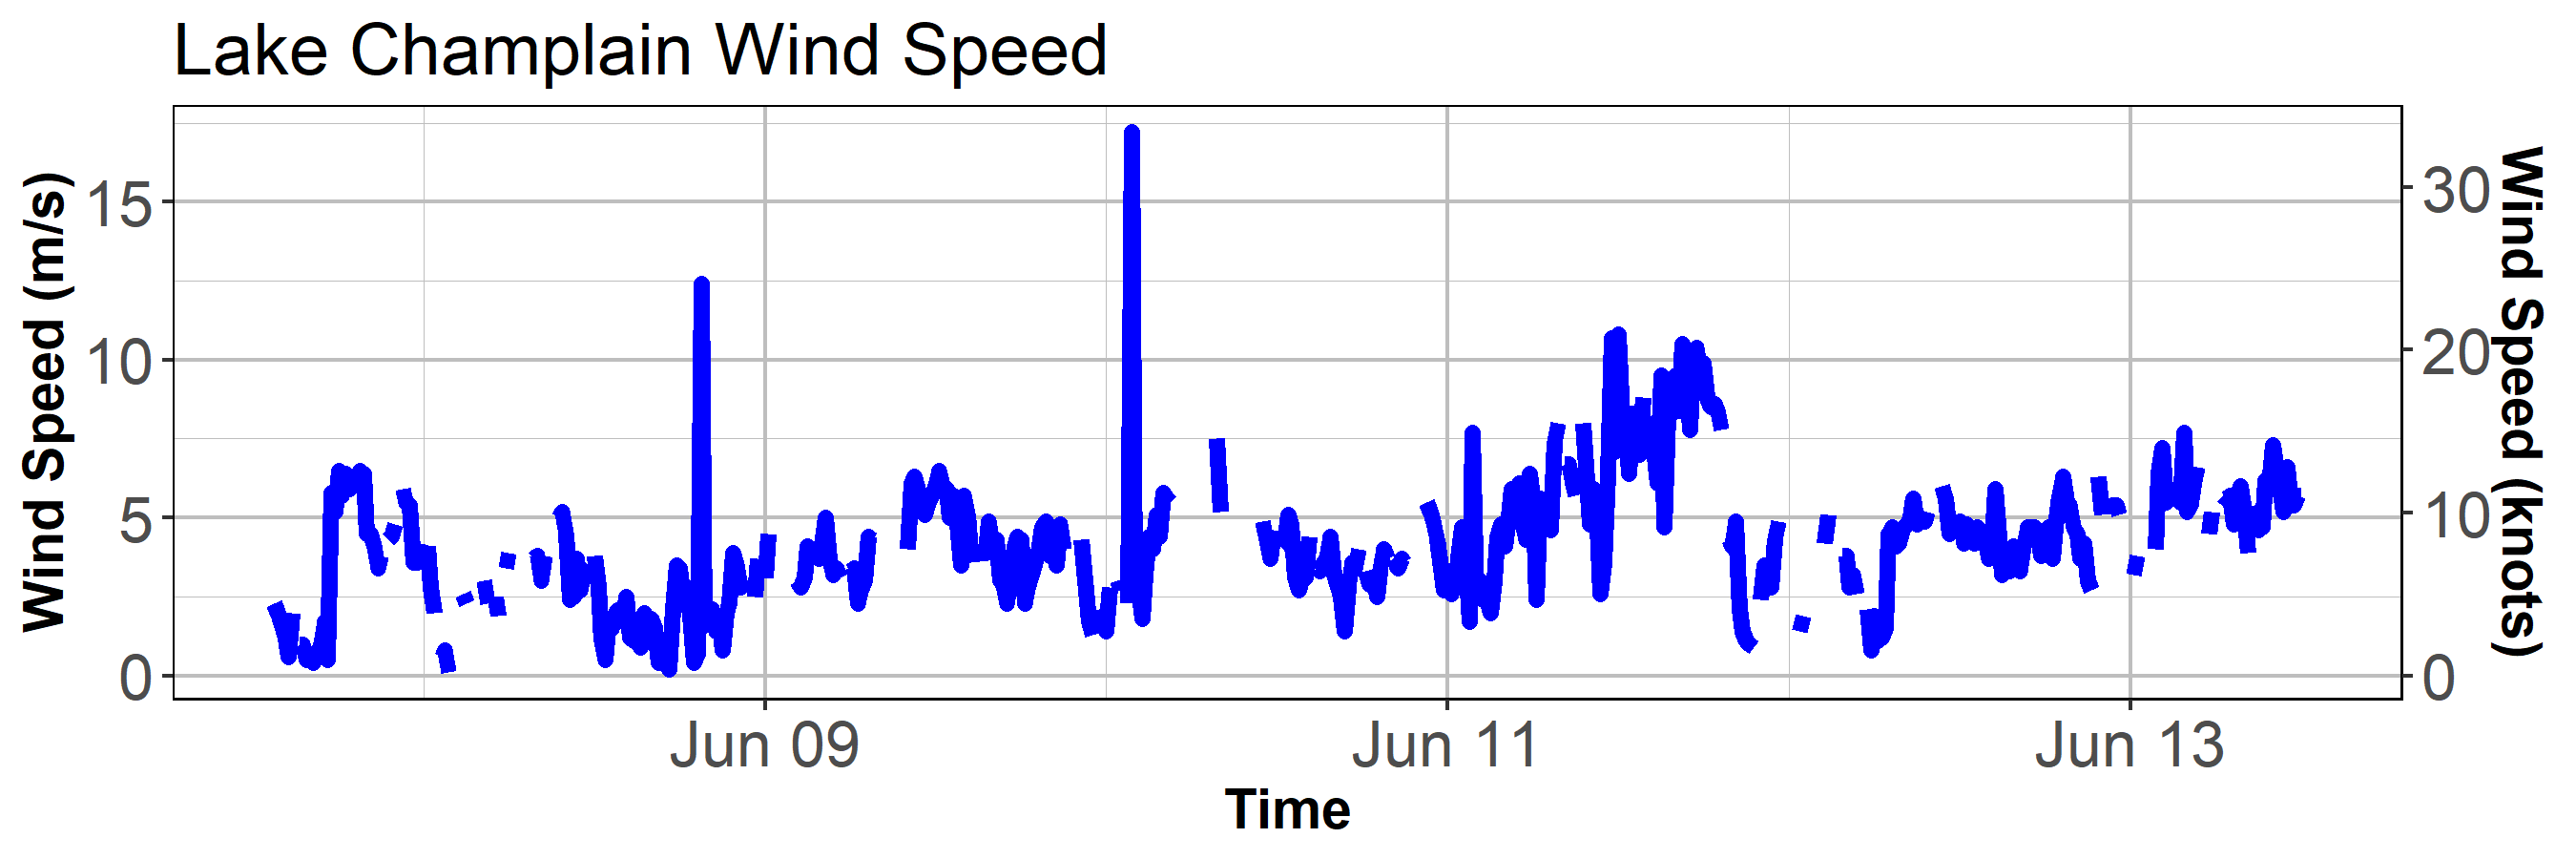 Lake Champlain Wind Speed
Wind Speed (m/s)
15
10
5
0
30
20
10
0
Wind Speed (knots)
Jun 09
Jun 11
Jun 13
Time